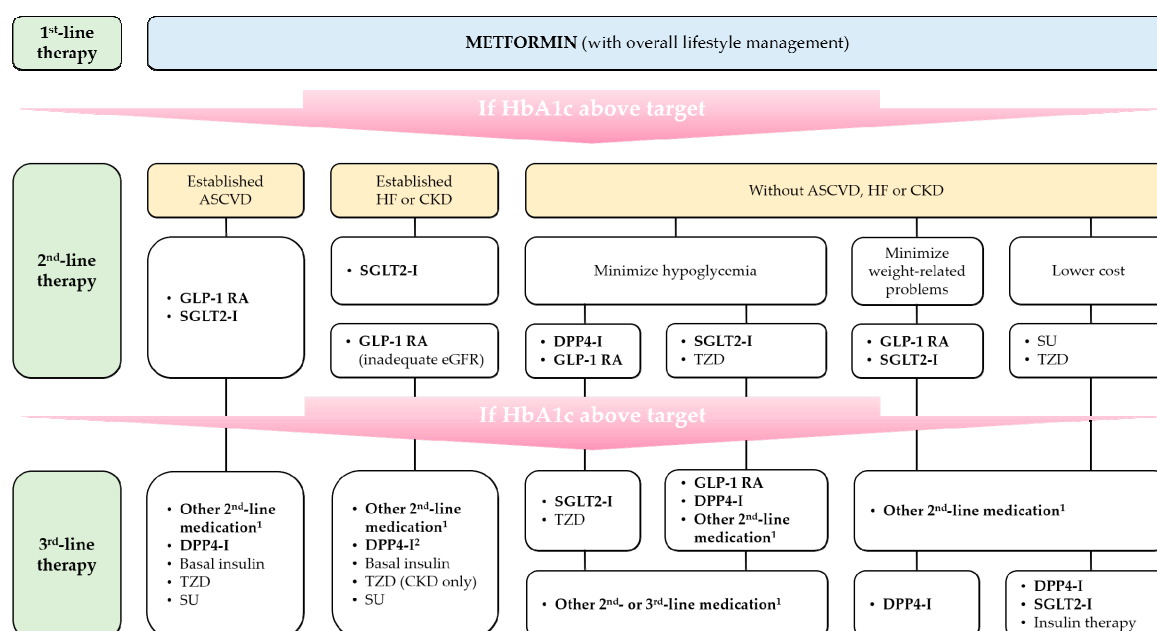 1st-line
therapy
METFORMIN (with overall lifestyle management)
If HbA1c above target
2nd-line
therapy
Established
ASCVD
Established
HF or CKD
Without ASCVD, HF or CKD
• GLP-1 RA
• SGLT2-I
• SGLT2-I
• GLP-1 RA
(inadequate eGFR)
Minimize hypoglycemia
• DPP4-I
• GLP-1 RA
• SGLT2-I
• TZD
Minimize
weight-related
problems
• GLP-1 RA
• SGLT2-I
Lower cost
• SU
• TZD
If HbA1c above target
3rd-line
therapy
• Other 2nd-line
medication1
• DPP4-I
• Basal insulin
• TZD
• SU
• Other 2nd-line
medication1
• DPP4-I2
• Basal insulin
• TZD (CKD only)
• SU
• SGLT2-I
• TZD
• GLP-1 RA
• DPP4-I
• Other 2nd-line
medication1
• Other 2nd- or 3rd-line medication1
• Other 2nd-line medication1
• DPP4-I
• DPP4-I
• SGLT2-I
• Insulin therapy